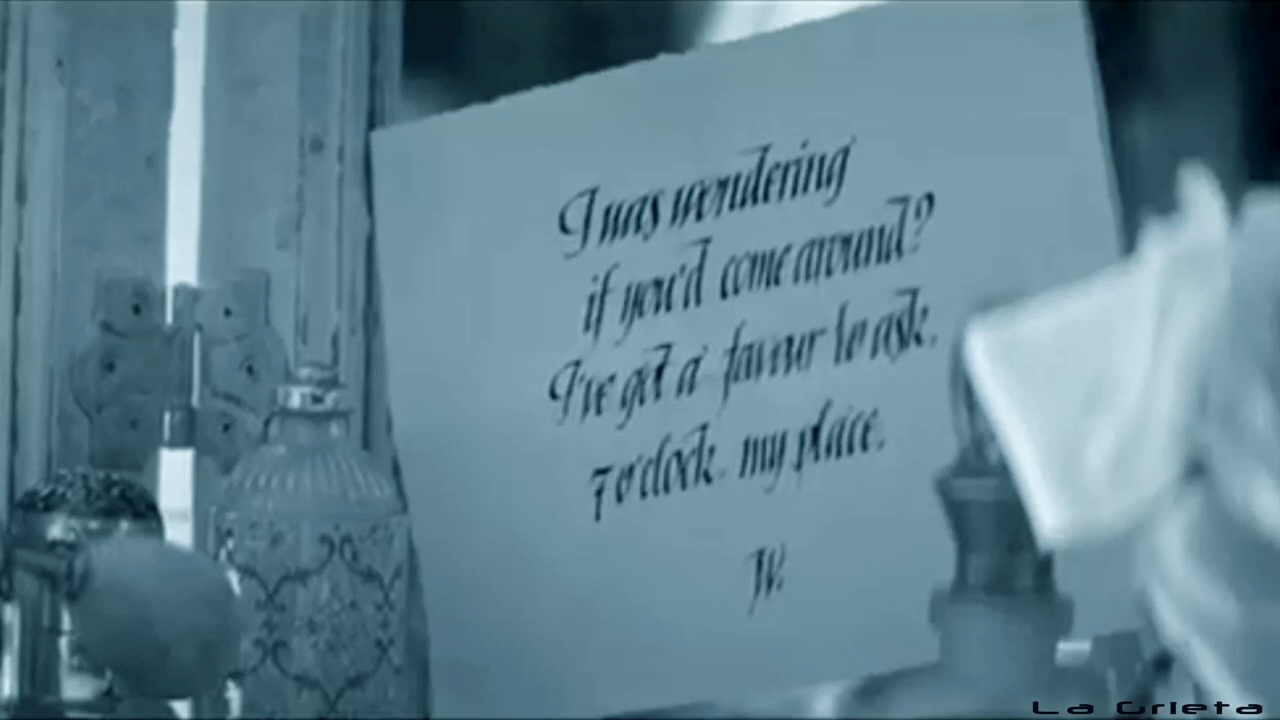 I was wondering
if you'd come around?
I've got a favour to ask.
7 o'clock. my place.
W.
La Grieta